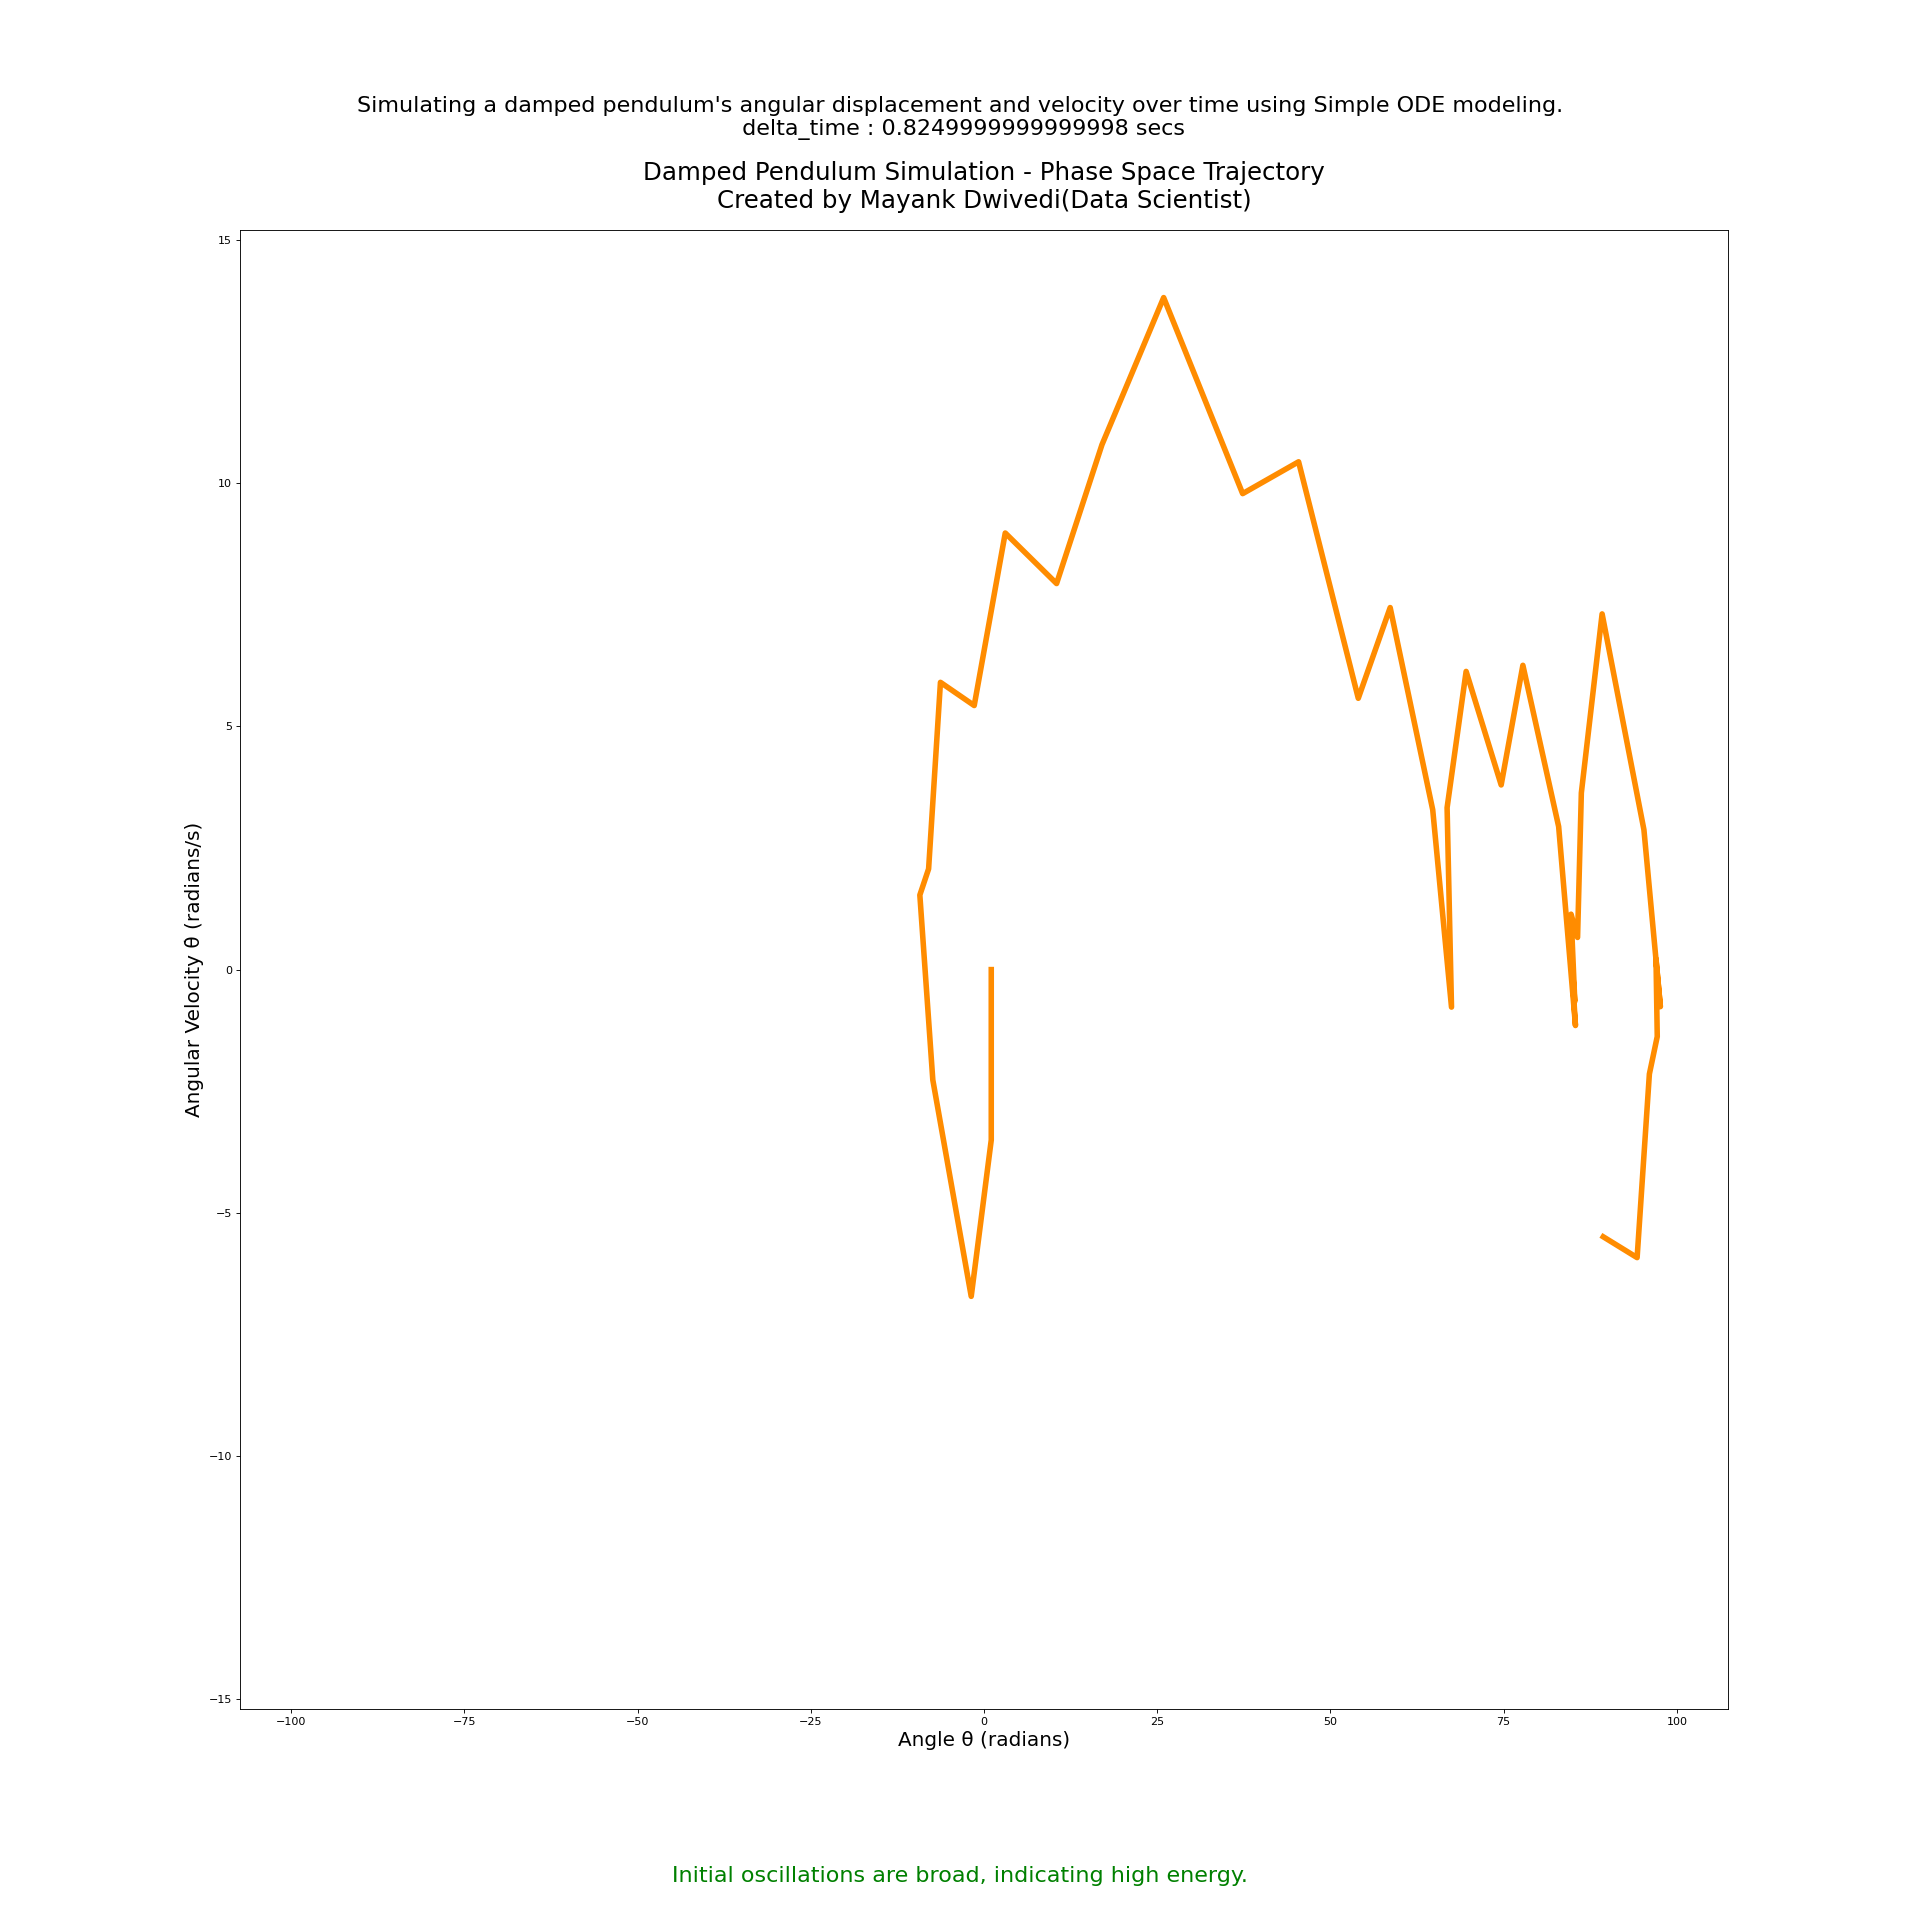 Simulating a damped pendulum's angular displacement and velocity over time using Simple ODE modeling.
delta_time : 0.8249999999999998 secs
Damped Pendulum Simulation - Phase Space Trajectory
Created by Mayank Dwivedi(Data Scientist)
15
10
5
0
−5
−10
−15
Angular Velocity θ (radians/s)
−100
−75
−50
−25
0
25
50
75
100
Angle θ (radians)
Initial oscillations are broad, indicating high energy.